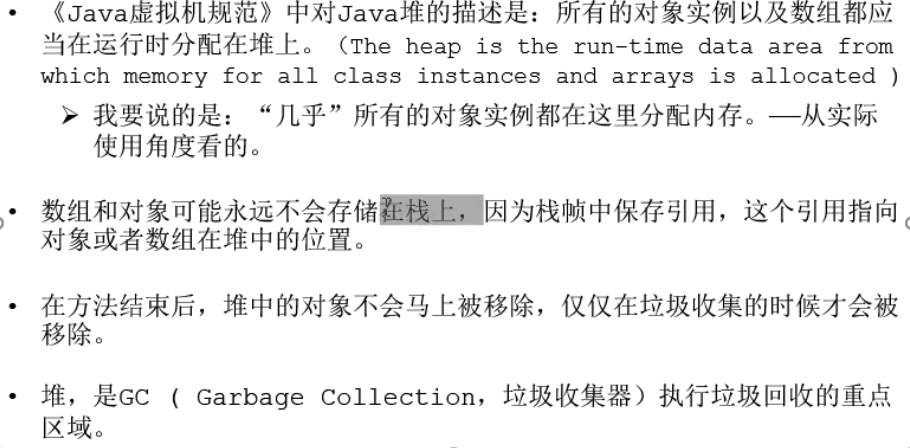 • 《Java虚拟机规范》中对Java堆的描述是：所有的对象实例以及数组都应
当在运行时分配在堆上。（The heap is the run-time data area from
which memory for all class instances and arrays is allocated ）
➢ 我要说的是：“几乎”所有的对象实例都在这里分配内存。——从实际
使用角度看的。
• 数组和对象可能永远不会存储在栈上，因为栈帧中保存引用，这个引用指向
对象或者数组在堆中的位置。
• 在方法结束后，堆中的对象不会马上被移除，仅仅在垃圾收集的时候才会被
移除。
• 堆，是GC ( Garbage Collection，垃圾收集器）执行垃圾回收的重点
区域。